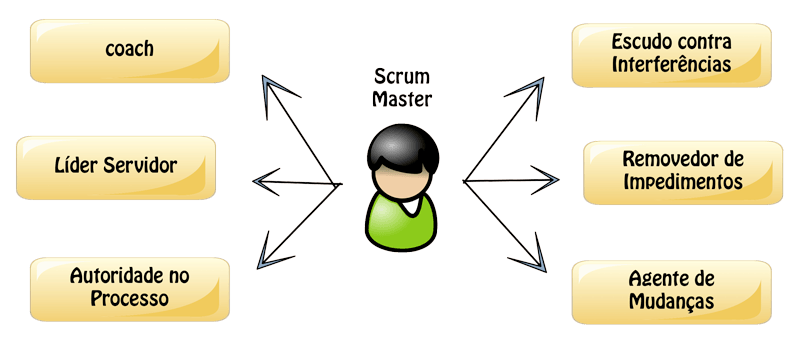 coach
Líder Servidor
Autoridade no
Processo
Scrum
Master
Escudo contra
Interferências
Removedor de
Impedimentos
Agente de
Mudanças